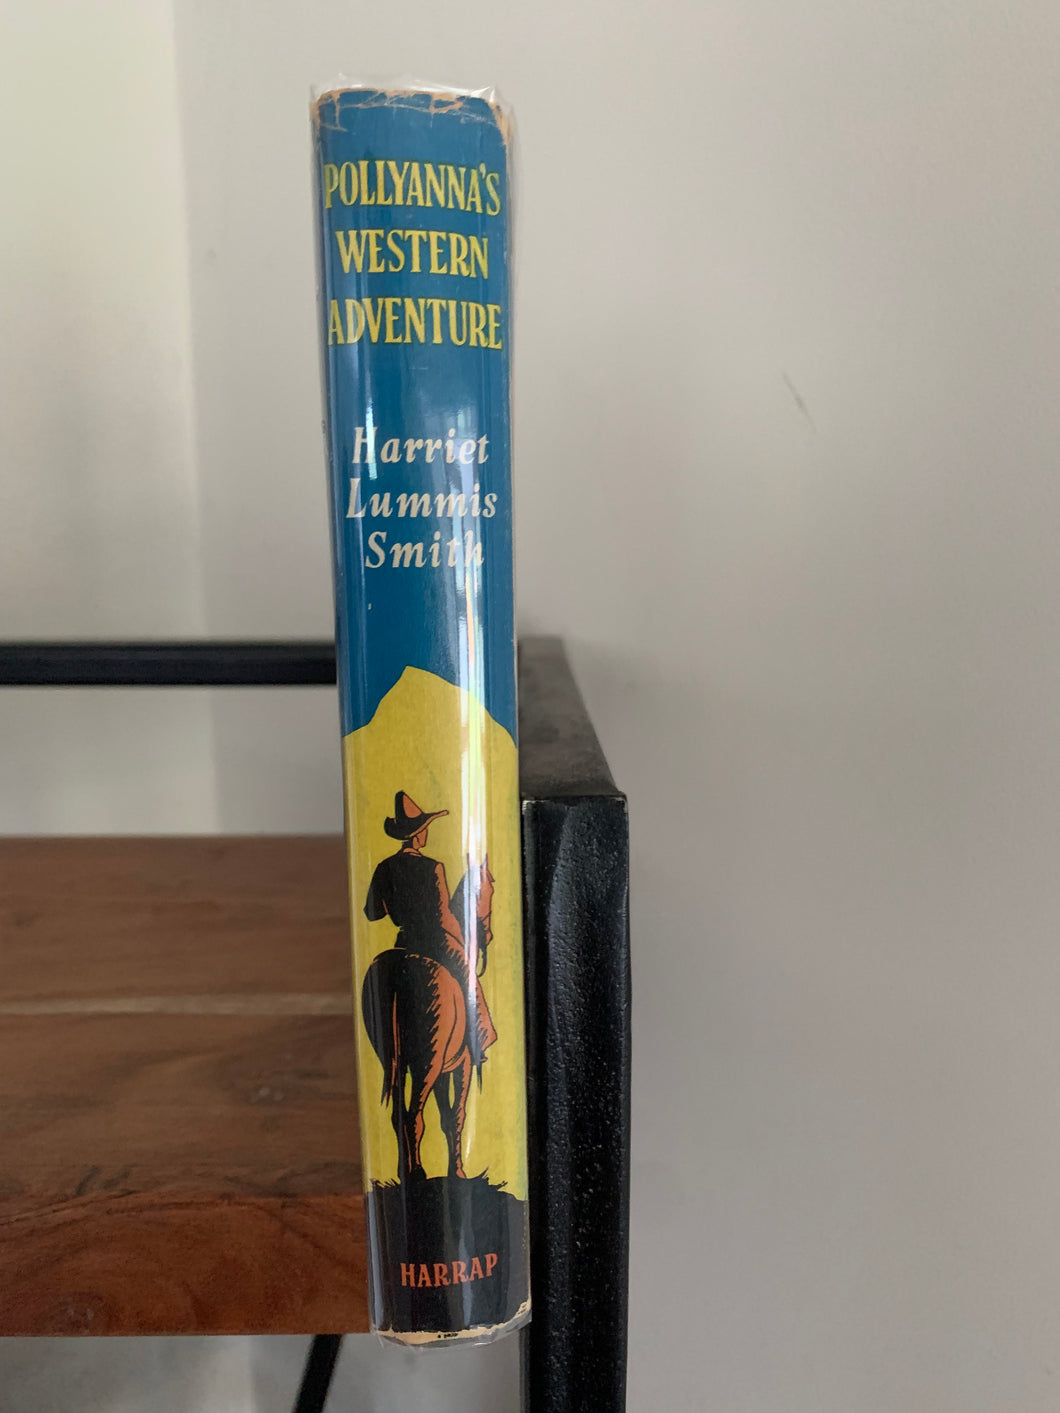 POLLYANNA'S
WESTERN
ADVENTURE
Harriet
Lummis
Smith
HARRAP